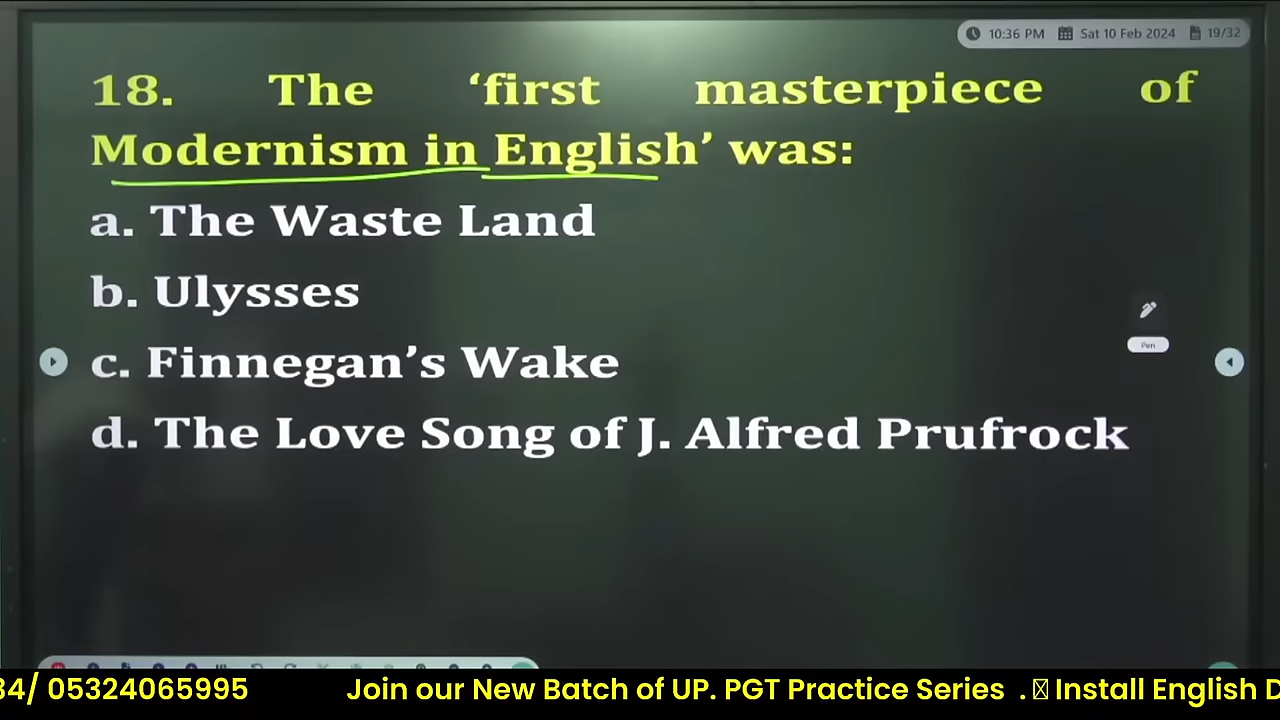 10:36 PM Sat 10 Feb 2024 19/32
18. The ‘first masterpiece of
Modernism in English’ was:
a. The Waste Land
b. Ulysses
c. Finnegan’s Wake
d. The Love Song of J. Alfred Prufrock
Pen
34/ 05324065995 Join our New Batch of UP. PGT Practice Series . Install English D